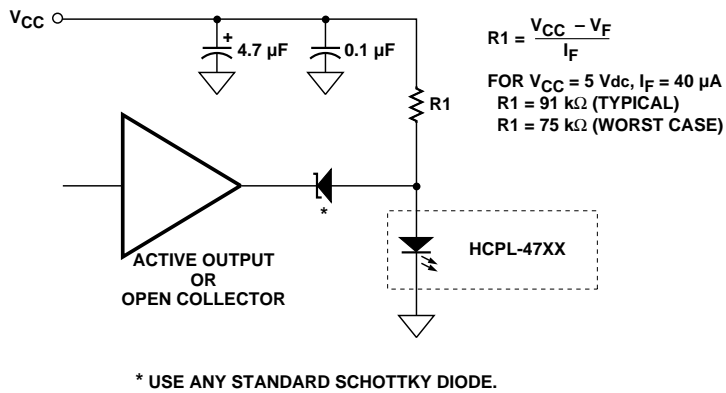 VCC
+
4.7 µF
0.1 µF
R1
R1 = VCC – VF
IF
FOR VCC = 5 Vdc, IF = 40 µA
R1 = 91 kΩ (TYPICAL)
R1 = 75 kΩ (WORST CASE)
*
HCPL-47XX
ACTIVE OUTPUT
OR
OPEN COLLECTOR
* USE ANY STANDARD SCHOTTKY DIODE.